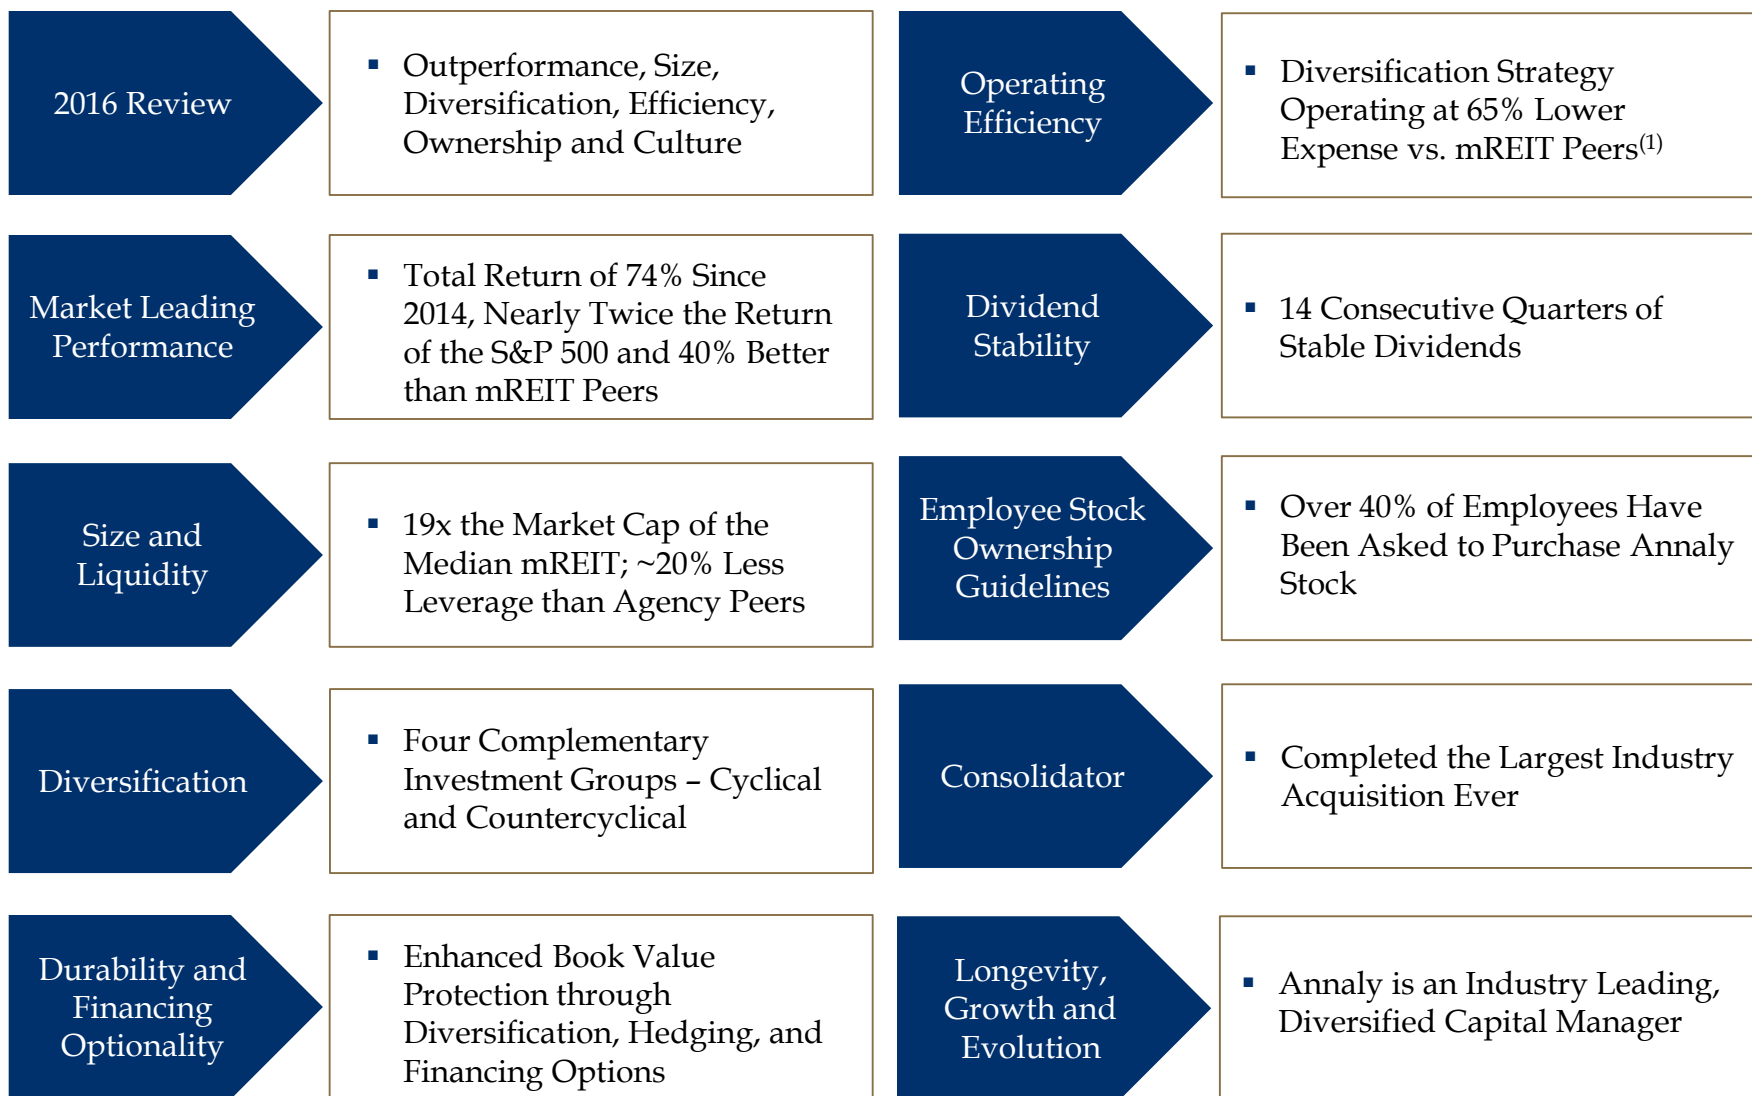 2016 Review
▪ Outperformance, Size,
Diversification, Efficiency,
Ownership and Culture
Market Leading
Performance
▪ Total Return of 74% Since
2014, Nearly Twice the Return
of the S&P 500 and 40% Better
than mREIT Peers
Size and
Liquidity
▪ 19x the Market Cap of the
Median mREIT; ~20% Less
Leverage than Agency Peers
Diversification
▪ Four Complementary
Investment Groups – Cyclical
and Countercyclical
Durability and
Financing
Optionality
▪ Enhanced Book Value
Protection through
Diversification, Hedging, and
Financing Options
Operating
Efficiency
▪ Diversification Strategy
Operating at 65% Lower
Expense vs. mREIT Peers(1)
Dividend
Stability
▪ 14 Consecutive Quarters of
Stable Dividends
Employee Stock
Ownership
Guidelines
▪ Over 40% of Employees Have
Been Asked to Purchase Annaly
Stock
Consolidator
▪ Completed the Largest Industry
Acquisition Ever
Longevity,
Growth and
Evolution
▪ Annaly is an Industry Leading,
Diversified Capital Manager